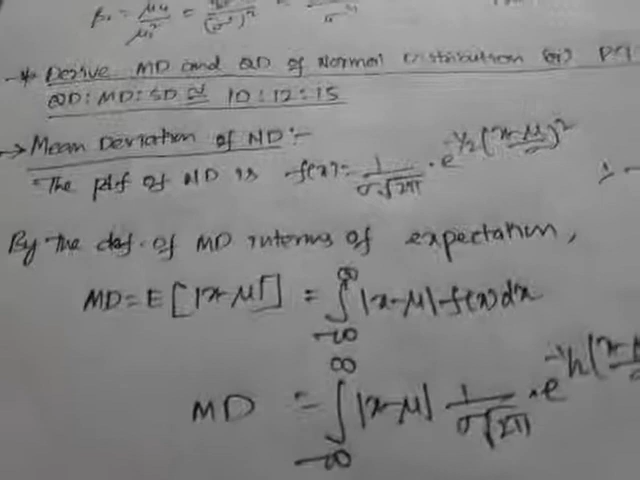 β₂ = μ₄/μ₂² = /(σ²)² = /σ⁴
* Derive MD and QD of Normal Distribution (or) P.T
QD : MD : SD ≅ 10 : 12 : 15
→ Mean Deviation of ND :-
The pdf of ND is f(x) = 1/(σ√2π) · e^(-1/2 (x-μ/)²
By the def. of MD interms of expectation,
MD = E[|x-μ|] = ∫_{-∞}^{∞} |x-μ| f(x) dx
MD = ∫_{-∞}^{∞} |x-μ| 1/(σ√2π) · e^(-1/2 (x-μ/σ